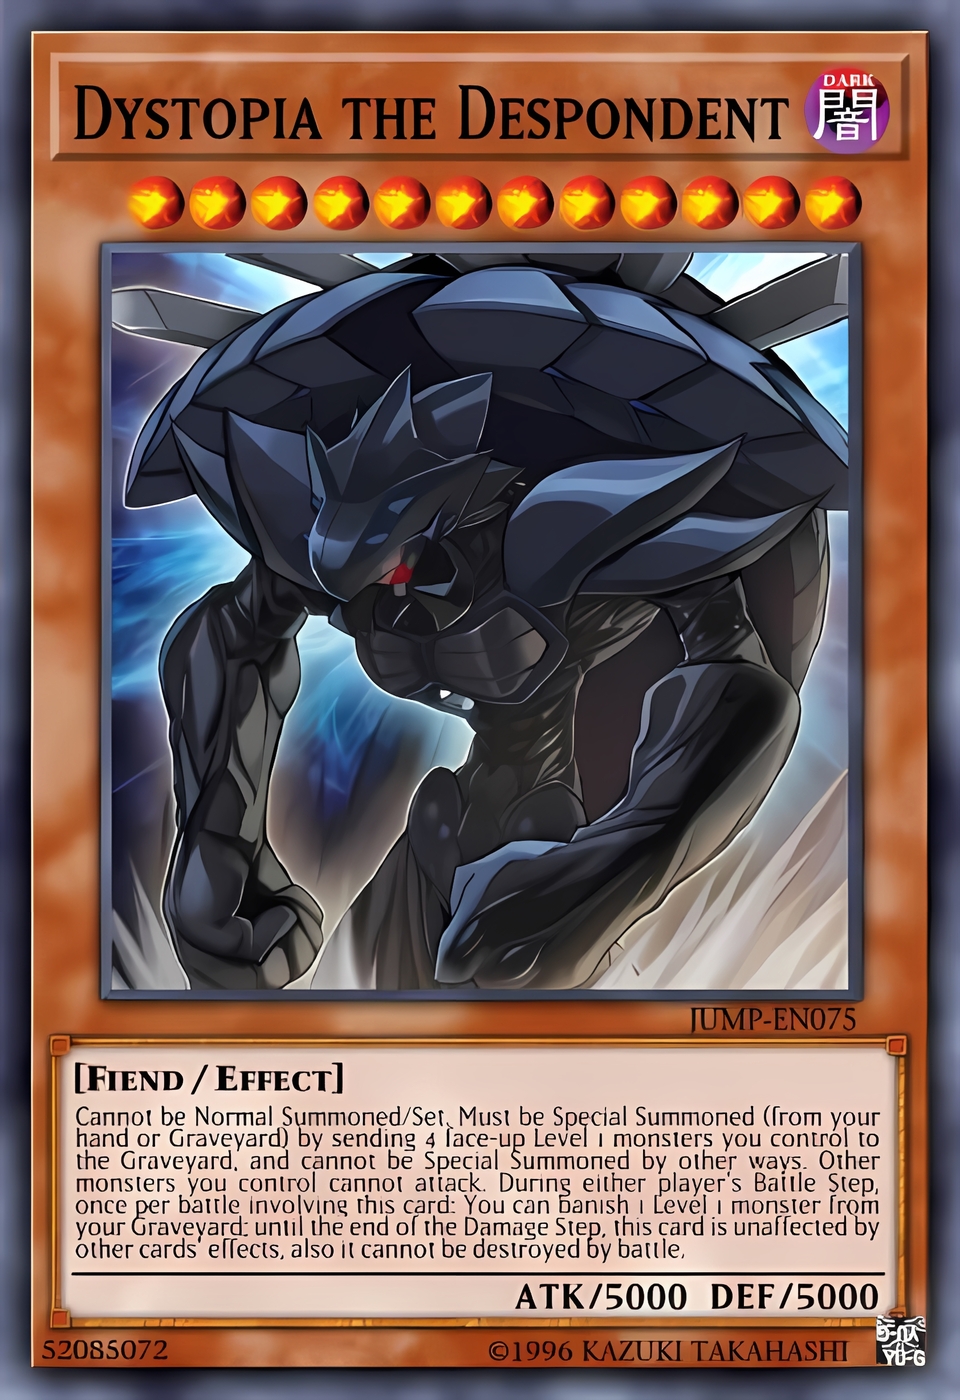 DYSTOPIA THE DESPONDENT
DARK
闇
JUMP-EN075
[FIEND / EFFECT]
Cannot be Normal Summoned/Set. Must be Special Summoned (from your
hand or Graveyard) by sending 4 face-up Level 1 monsters you control to
the Graveyard, and cannot be Special Summoned by other ways. Other
monsters you control cannot attack. During either player's Battle Step,
once per battle involving this card: You can banish 1 Level 1 monster from
your Graveyard; until the end of the Damage Step, this card is unaffected by
other cards' effects, also it cannot be destroyed by battle.
ATK/5000 DEF/5000
52085072
©1996 KAZUKI TAKAHASHI